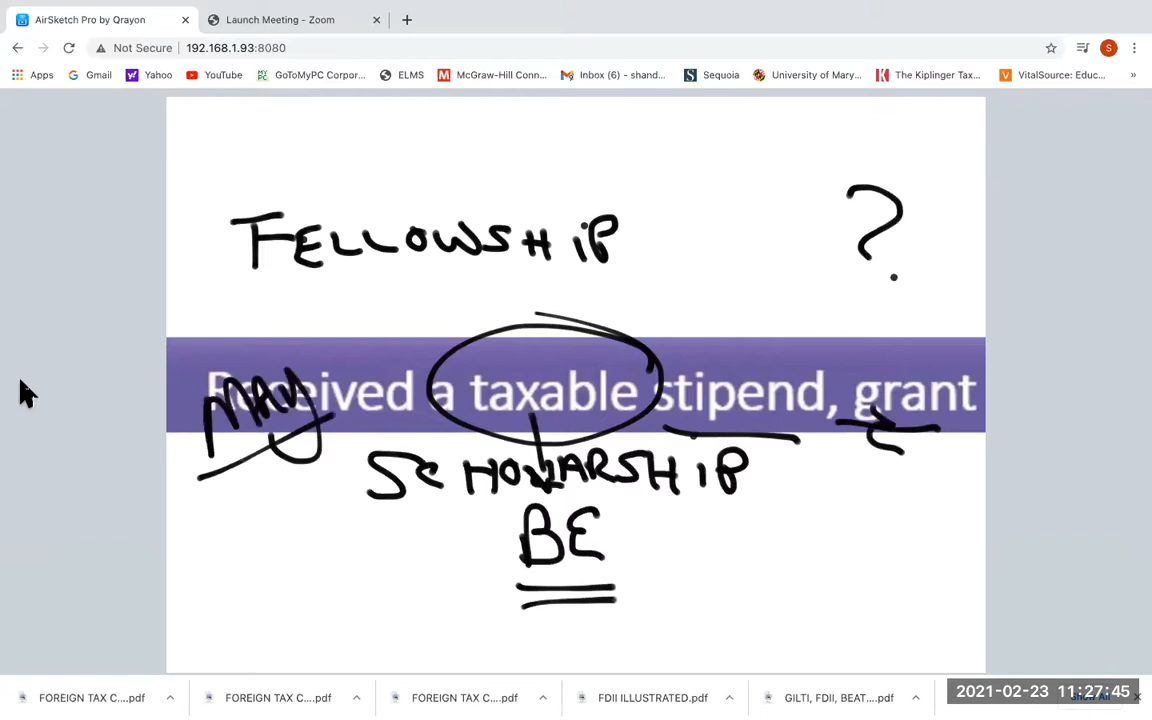 AirSketch Pro by Qrayon
Launch Meeting - Zoom
Not Secure 192.168.1.93:8080
Apps Gmail Yahoo YouTube GoToMyPC Corpor... ELMS McGraw-Hill Conn... Inbox (6) - shand... Sequoia University of Mary... The Kiplinger Tax... VitalSource: Educ... »
FELLOWSHIP ?
Received a taxable stipend, grant
MAY
SCHOLARSHIP
BE
FOREIGN TAX C....pdf FOREIGN TAX C....pdf FOREIGN TAX C....pdf FDII ILLUSTRATED.pdf GILTI, FDII, BEAT....pdf Show All
2021-02-23 11:27:45